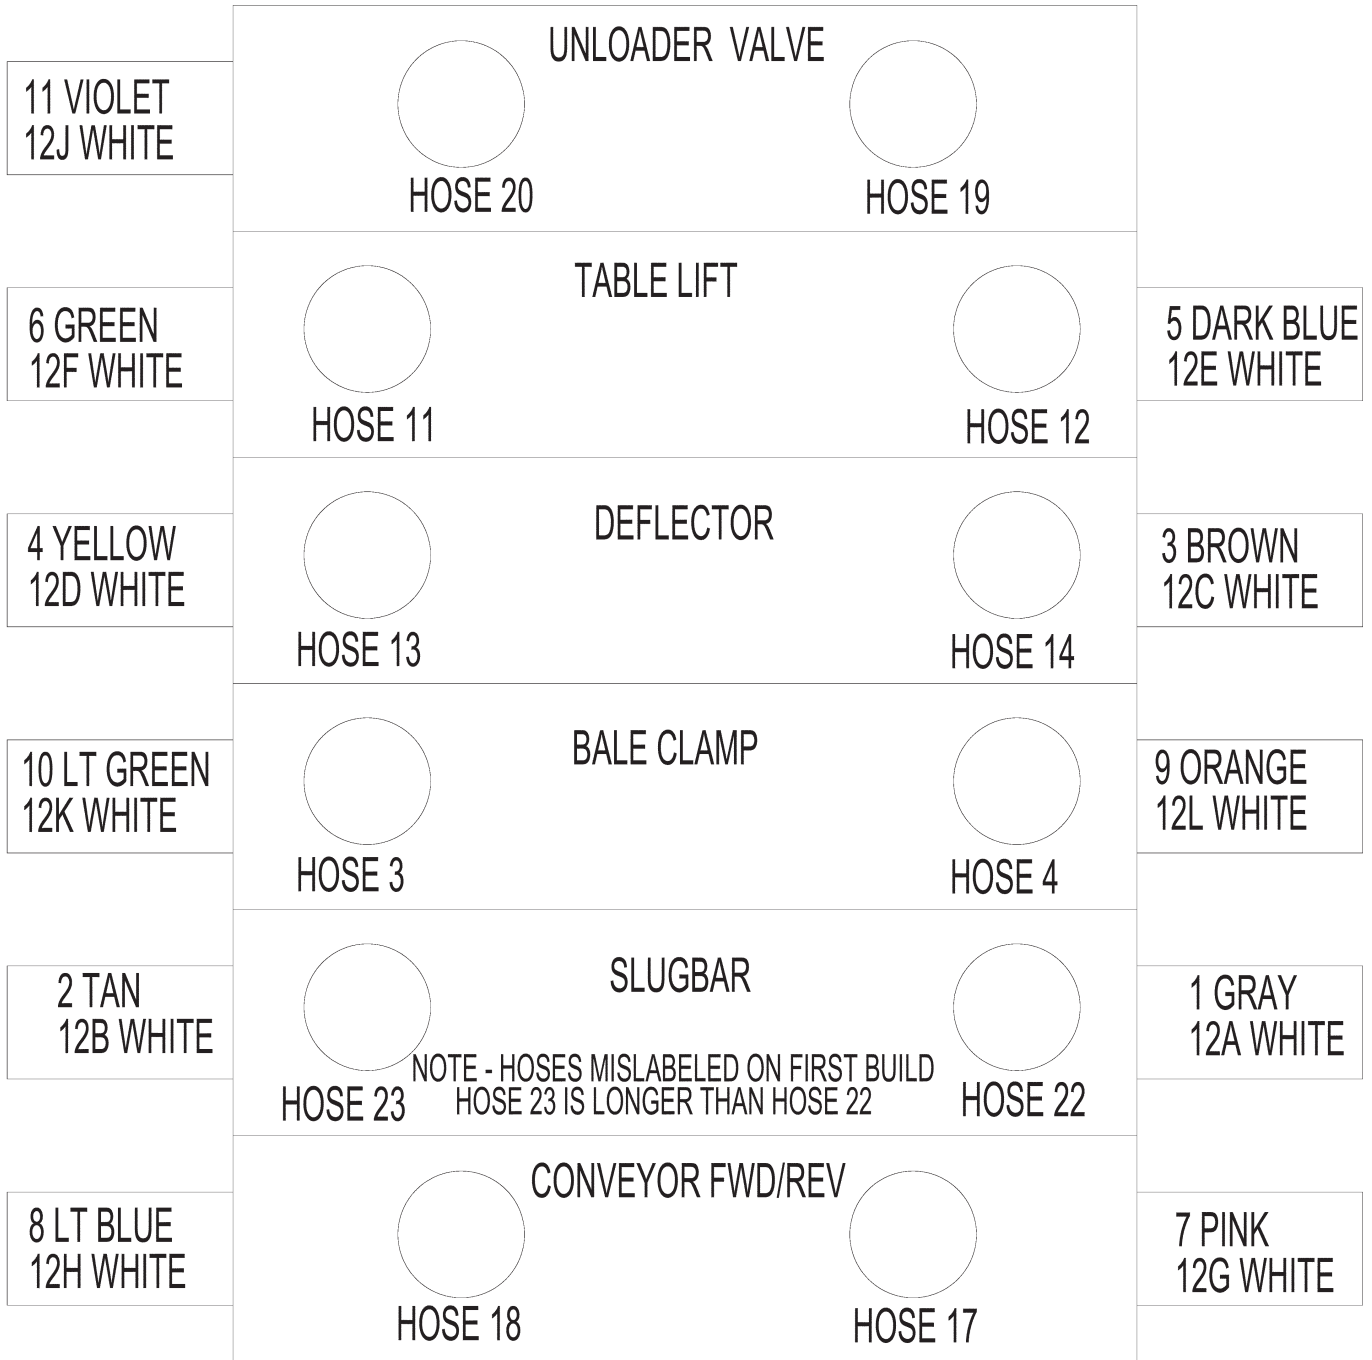 UNLOADER VALVE
11 VIOLET
12J WHITE
HOSE 20
HOSE 19
TABLE LIFT
6 GREEN
12F WHITE
5 DARK BLUE
12E WHITE
HOSE 11
HOSE 12
DEFLECTOR
4 YELLOW
12D WHITE
3 BROWN
12C WHITE
HOSE 13
HOSE 14
BALE CLAMP
10 LT GREEN
12K WHITE
9 ORANGE
12L WHITE
HOSE 3
HOSE 4
SLUGBAR
2 TAN
12B WHITE
1 GRAY
12A WHITE
NOTE - HOSES MISLABELED ON FIRST BUILD
HOSE 23 IS LONGER THAN HOSE 22
HOSE 23
HOSE 22
CONVEYOR FWD/REV
8 LT BLUE
12H WHITE
7 PINK
12G WHITE
HOSE 18
HOSE 17